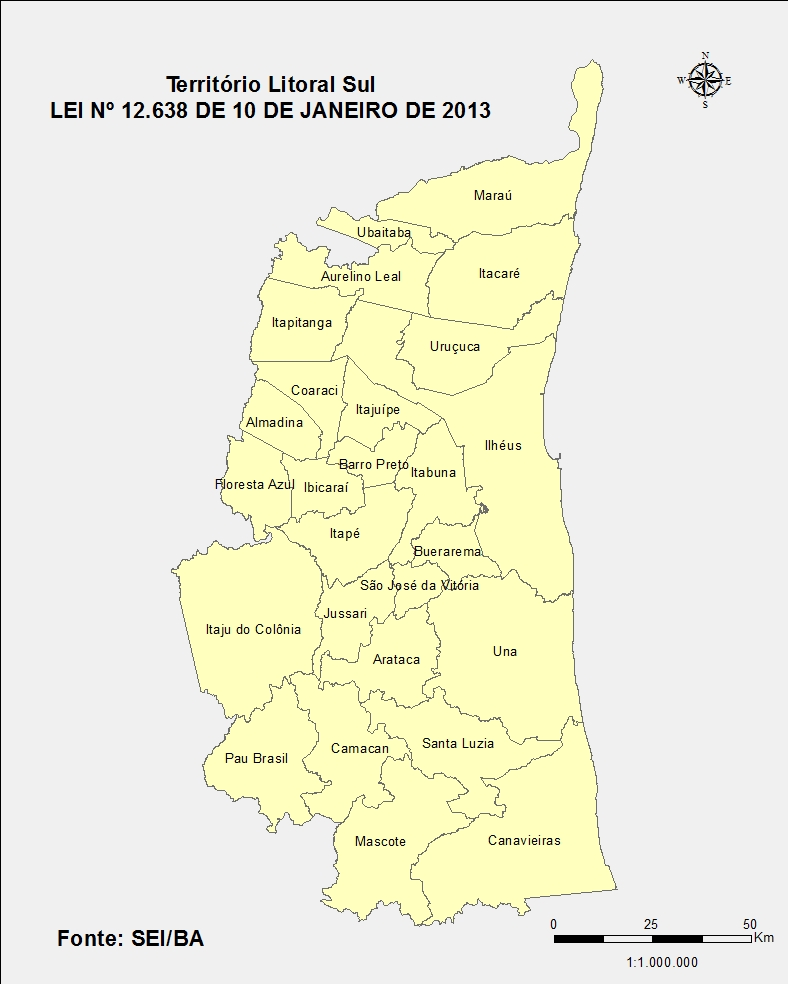 Território Litoral Sul
LEI Nº 12.638 DE 10 DE JANEIRO DE 2013
N
W E
S
Maraú
Ubaitaba
Itacaré
Aurelino Leal
Itapitanga
Uruçuca
Coaraci
Itajuípe
Almadina
Ilhéus
Barro Preto
Itabuna
Floresta Azul
Ibicaraí
Itapé
Buerarema
São José da Vitória
Jussari
Itaju do Colônia
Una
Arataca
Santa Luzia
Camacan
Pau Brasil
Mascote
Canavieiras
0 25 50
Km
1:1.000.000
Fonte: SEI/BA